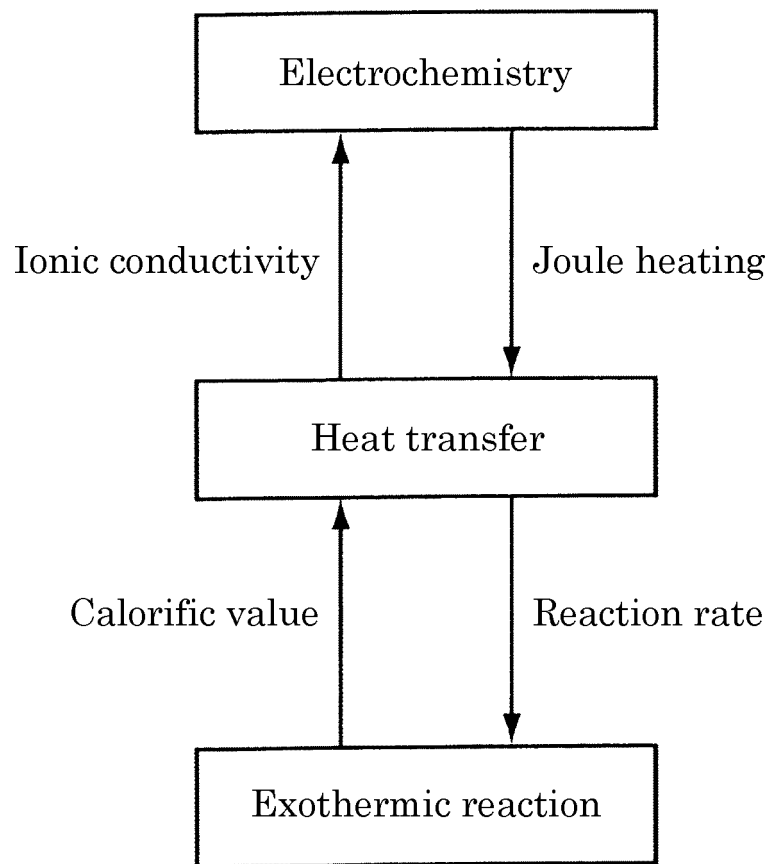 Electrochemistry
Ionic conductivity
Joule heating
Heat transfer
Calorific value
Reaction rate
Exothermic reaction